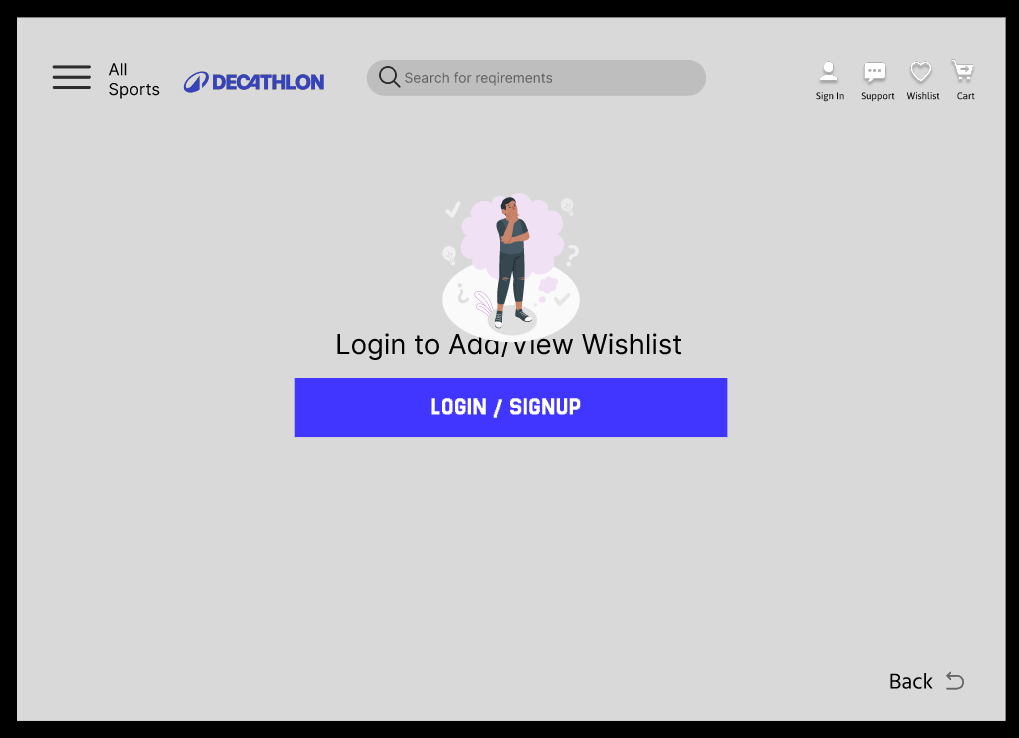 All
Sports
DECATHLON
Search for reqirements
Sign In
Support
Wishlist
Cart
Login to Add/View Wishlist
LOGIN / SIGNUP
Back